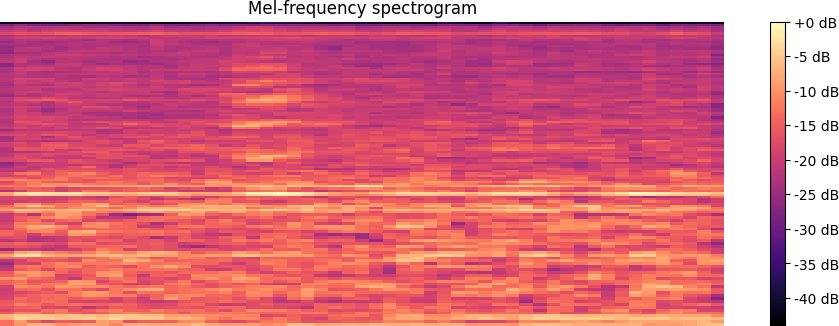 Mel-frequency spectrogram
+0 dB
-5 dB
-10 dB
-15 dB
-20 dB
-25 dB
-30 dB
-35 dB
-40 dB